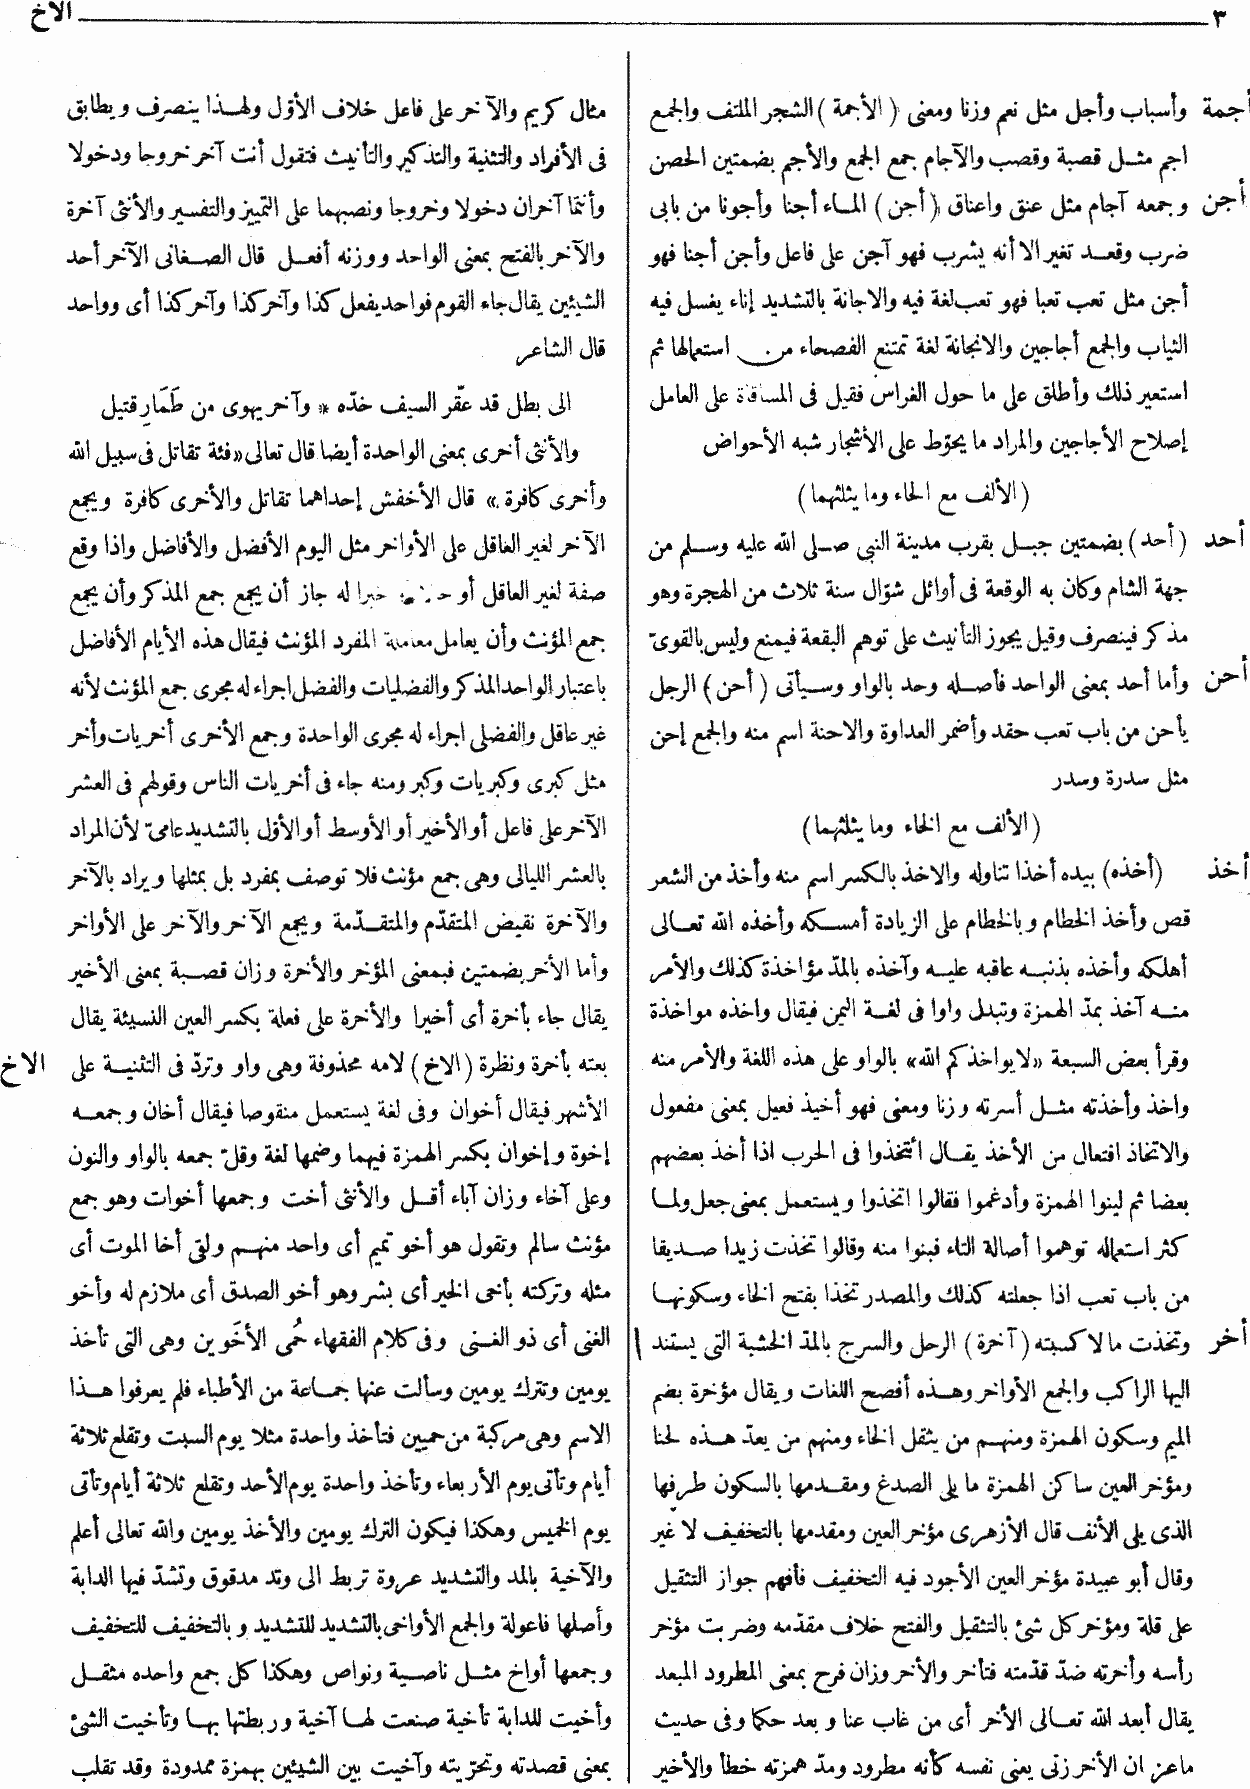 ٣ الاخ
أجمة وأسباب وأجل مثل نعم وزنا ومعنى (الأجمة) الشجر الملتف والجمع
اجم مثل قصبة وقصب والآجام جمع الجمع والأجم بضمتين الحصن
أجن وجمعه آجام مثل عنق واعناق (أجن) الماء أجنا وأجونا من بابى
ضرب وقعد تغير الا أنه يشرب فهو آجن على فاعل وأجن أجنا فهو
أجن مثل تعب تعبا فهو تعب لغة فيه والاجانة بالتشديد إناء يغسل فيه
الثياب والجمع أجاجين والانجانة لغة تمتنع الفصحاء من استعمالها ثم
استعير ذلك وأطلق على ما حول الغراس فقيل فى المساقاة على العامل
إصلاح الأجاجين والمراد ما يحوّط على الأشجار شبه الأحواض
(الألف مع الحاء وما يثلثهما)
أحد (أحد) بضمتين جبل بقرب مدينة النبى صلى الله عليه وسلم من
جهة الشام وكان به الوقعة فى أوائل شوّال سنة ثلاث من الهجرة وهو
مذكر فينصرف وقيل يجوز التأنيث على توهم البقعة فيمنع وليس بالقوىّ
أحن وأما أحد بمعنى الواحد فأصله وحد بالواو وسيأتى (أحن) الرجل
يأحن من باب تعب حقد وأضمر العداوة والاحنة اسم منه والجمع إحن
مثل سدرة وسدر
(الألف مع الخاء وما يثلثهما)
أخذ (أخذه) بيده أخذا تناوله والاخذ بالكسر اسم منه وأخذ من الشعر
قص وأخذ الخطام وبالخطام على الزيادة أمسكه وأخذه الله تعالى
أهلكه وأخذه بذنبه عاقبه عليه وآخذه بالمدّ مؤاخذة كذلك والأمر
منه آخذ بمدّ الهمزة وتبدل واوا فى لغة اليمن فيقال واخذه مواخذة
وقرأ بعض السبعة «لا يواخذكم الله» بالواو على هذه اللغة والأمر منه
واخذ وأخذته مثل أسرته وزنا ومعنى فهو أخيذ فعيل بمعنى مفعول
والاتخاذ افتعال من الأخذ يقال ائتخذوا فى الحرب اذا أخذ بعضهم
بعضا ثم لينوا الهمزة وأدغموا فقالوا اتخذوا ويستعمل بمعنى جعل ولما
كثر استعماله توهموا أصالة التاء فبنوا منه وقالوا تخذت زيدا صديقا
من باب تعب اذا جعلته كذلك والمصدر تخذا بفتح الخاء وسكونها
أخر وتخذت مالا كسبته (آخرة) الرحل والسرج بالمدّ الخشبة التى يستند
اليها الراكب والجمع الأواخر وهذه أفصح اللغات ويقال مؤخرة بضم
الميم وسكون الهمزة ومنهم من يثقل الخاء ومنهم من يعدّ هذه لحنا
ومؤخر العين ساكن الهمزة ما يلى الصدغ ومقدمها بالسكون طرفها
الذى يلى الأنف قال الأزهرى مؤخر العين ومقدمها بالتخفيف لا غير
وقال أبو عبيدة مؤخر العين الأجود فيه التخفيف فأفهم جواز التثقيل
على قلة ومؤخر كل شئ بالتثقيل والفتح خلاف مقدّمه وضربت مؤخر
رأسه وأخرته ضدّ قدّمته فتأخر والأخر وزان فرح بمعنى المطرود المبعد
يقال أبعد الله تعالى الأخر أى من غاب عنا وبعد حكما وفى حديث
ماعز ان الأخر زنى يعنى نفسه كأنه مطرود ومدّ همزته خطأ والأخير
مثال كريم والآخر على فاعل خلاف الأوّل ولهذا ينصرف ويطابق
فى الأفراد والتثنية والتذكير والتأنيث فتقول أنت آخر خروجا ودخولا
وأنتما آخران دخولا وخروجا ونصبهما على التمييز والتفسير والأنثى آخرة
والآخر بالفتح بمعنى الواحد ووزنه أفعل قال الصغانى الآخر أحد
الشيئين يقال جاء القوم فواحد يفعل كذا وآخر كذا وآخر كذا أى وواحد
قال الشاعر
الى بطل قد عقّر السيف خدّه * وآخر يهوى من طَمَارِ قتيل
والأنثى أخرى بمعنى الواحدة أيضا قال تعالى «فئة تقاتل فى سبيل الله
وأخرى كافرة» قال الأخفش إحداهما تقاتل والأخرى كافرة ويجمع
الآخر لغير العاقل على الأواخر مثل اليوم الأفضل والأفاضل واذا وقع
صفة لغير العاقل أو خبرا له جاز أن يجمع جمع المذكر وأن يجمع
جمع المؤنث وأن يعامل معاملة المفرد المؤنث فيقال هذه الأيام الأفاضل
باعتبار الواحد المذكر والفضليات والفضل اجراء له مجرى جمع المؤنث لأنه
غير عاقل والفضلى اجراء له مجرى الواحدة وجمع الأخرى أخريات وأخر
مثل كبرى وكبريات وكبر ومنه جاء فى أخريات الناس وقولهم فى العشر
الآخر على فاعل أو الأخير أو الأوسط أو الأوّل بالتشديد عامىّ لأن المراد
بالعشر الليالى وهى جمع مؤنث فلا توصف بمفرد بل بمثلها ويراد بالآخر
والآخرة نقيض المتقدّم والمتقدّمة ويجمع الآخر والآخر على الأواخر
وأما الأخر بضمتين فبمعنى المؤخر والأخرة وزان قصبة بمعنى الأخير
يقال جاء بأخرة أى أخيرا والأخرة على فعلة بكسر العين النسيئة يقال
الاخ بعته بأخرة ونظرة (الاخ) لامه محذوفة وهى واو وتردّ فى التثنية على
الأشهر فيقال أخوان وفى لغة يستعمل منقوصا فيقال أخان وجمعه
إخوة وإخوان بكسر الهمزة فيهما وضمها لغة وقلّ جمعه بالواو والنون
وعلى آخاء وزان آباء أقل والأنثى أخت وجمعها أخوات وهو جمع
مؤنث سالم وتقول هو أخو تميم أى واحد منهم ولقى أخا الموت أى
مثله وتركته بأخى الخير أى بشر وهو أخو الصدق أى ملازم له وأخو
الغنى أى ذو الغنى وفى كلام الفقهاء حُمى الأخَوين وهى التى تأخذ
يومين وتترك يومين وسألت عنها جماعة من الأطباء فلم يعرفوا هذا
الاسم وهى مركبة من حميين فتأخذ واحدة مثلا يوم السبت وتقلع ثلاثة
أيام وتأتى يوم الأربعاء وتأخذ واحدة يوم الأحد وتقلع ثلاثة أيام وتأتى
يوم الخميس وهكذا فيكون الترك يومين والأخذ يومين والله تعالى أعلم
والآخية بالمد والتشديد عروة تربط الى وتد مدقوق وتشدّ فيها الدابة
وأصلها فاعولة والجمع الأواخى بالتشديد للتشديد وبالتخفيف للتخفيف
وجمعها أواخ مثل ناصية ونواص وهكذا كل جمع واحده مثقل
وأخيت للدابة تأخية صنعت لها آخية وربطتها بها وتأخيت الشئ
بمعنى قصدته وتحرّيته وآخيت بين الشيئين بهمزة ممدودة وقد تقلب